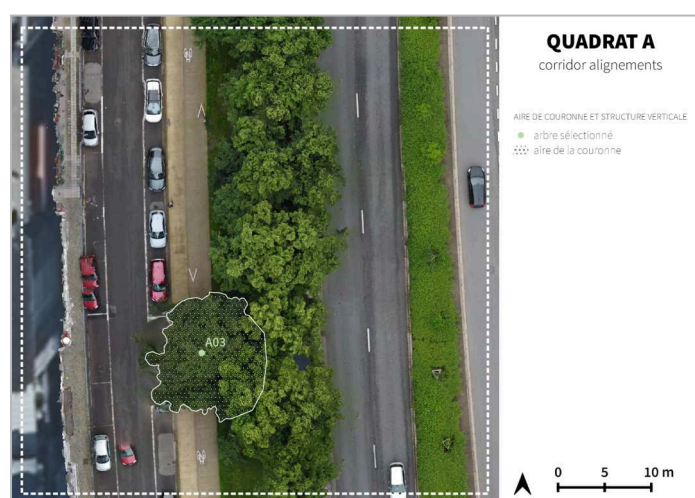 QUADRAT A
corridor alignements
AIRE DE COURONNE ET STRUCTURE VERTICALE
arbre sélectionné
aire de la couronne
A03
0 5 10 m